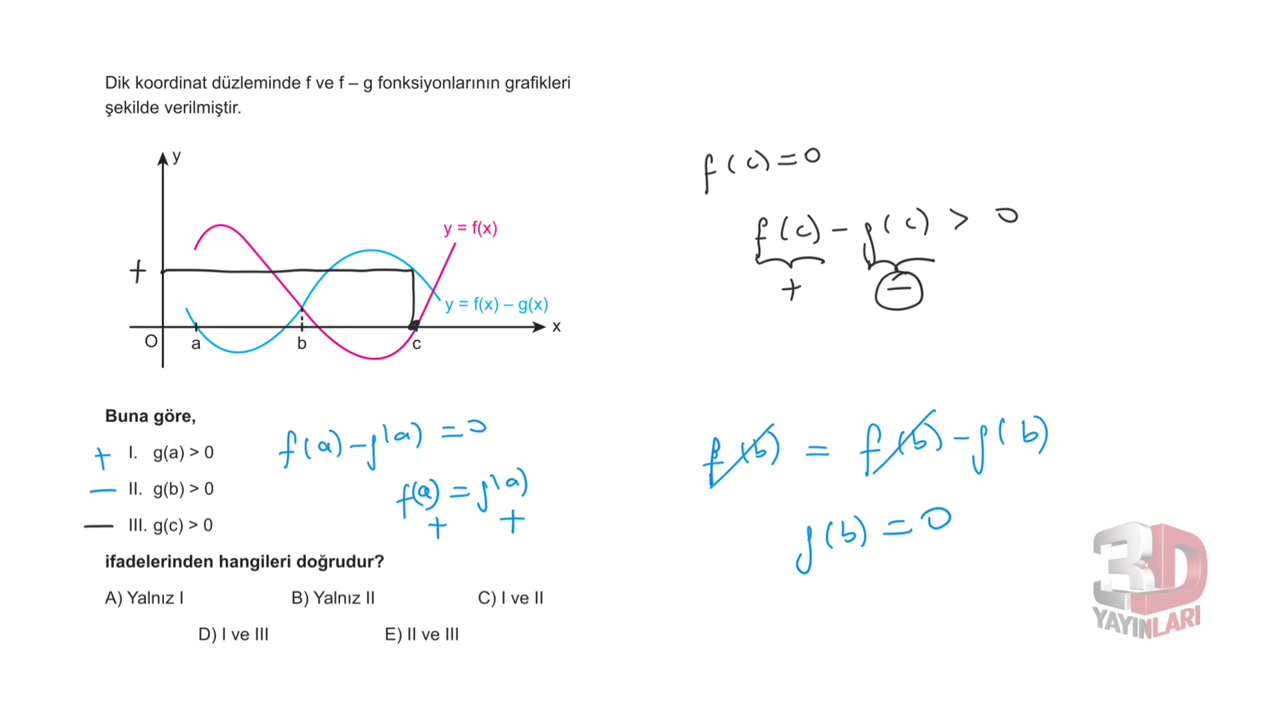 Dik koordinat düzleminde f ve f – g fonksiyonlarının grafikleri
şekilde verilmiştir.
y
y = f(x)
+
y = f(x) – g(x)
x
O
a
b
c
Buna göre,
+ I. g(a) > 0
— II. g(b) > 0
— III. g(c) > 0
ifadelerinden hangileri doğrudur?
A) Yalnız I B) Yalnız II C) I ve II
D) I ve III E) II ve III
f(a) – g(a) = 0
f(a) = g(a)
+ +
f(c) = 0
f(c) – g(c) > 0
+ –
f(b) = f(b) – g(b)
g(b) = 0
3D
YAYINLARI